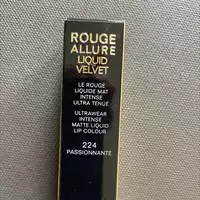 ROUGE
ALLURE
LIQUID
VELVET
LE ROUGE
LIQUIDE MAT
INTENSE
ULTRA TENUE
ULTRAWEAR
INTENSE
MATTE LIQUID
LIP COLOUR
224
PASSIONNANTE